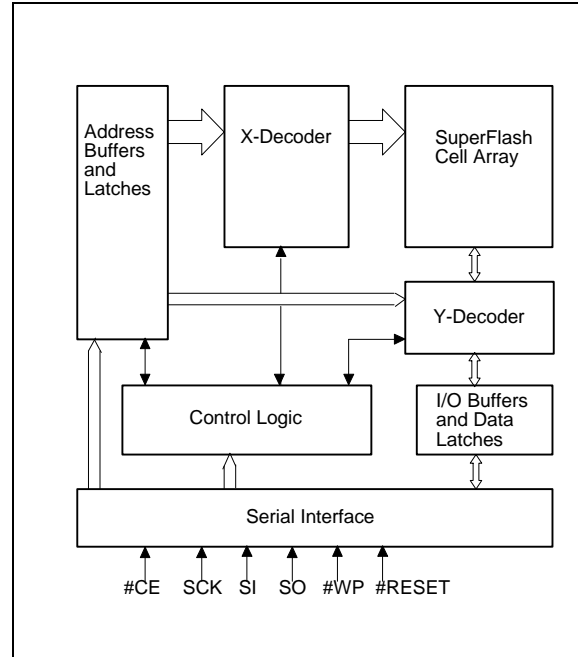 Address
Buffers
and
Latches
X-Decoder
SuperFlash
Cell Array
Y-Decoder
Control Logic
I/O Buffers
and Data
Latches
Serial Interface
#CE SCK SI SO #WP #RESET